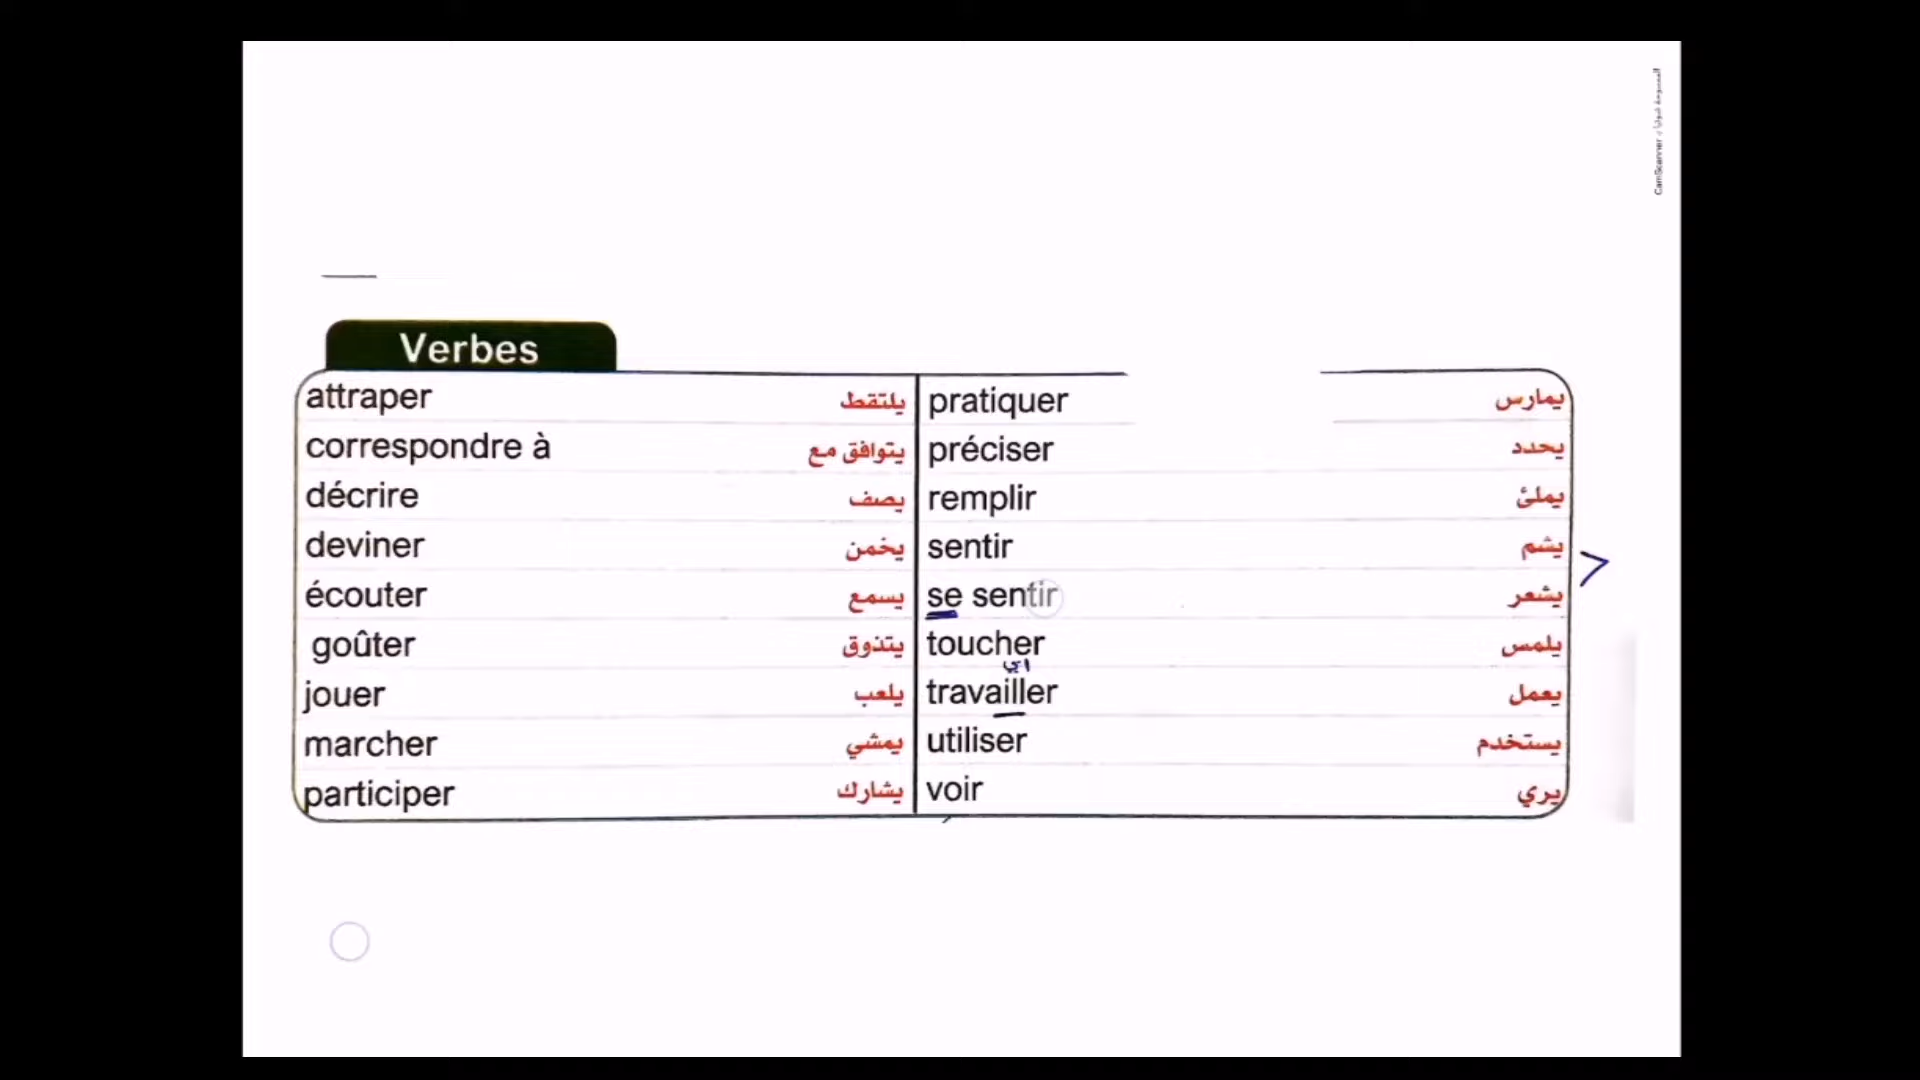 Verbes
attraper يلتقط
correspondre à يتوافق مع
décrire يصف
deviner يخمن
écouter يسمع
goûter يتذوق
jouer يلعب
marcher يمشي
participer يشارك
pratiquer يمارس
préciser يحدد
remplir يملئ
sentir يشم
se sentir يشعر
toucher يلمس
اي
travailler يعمل
utiliser يستخدم
voir يري
CamScanner